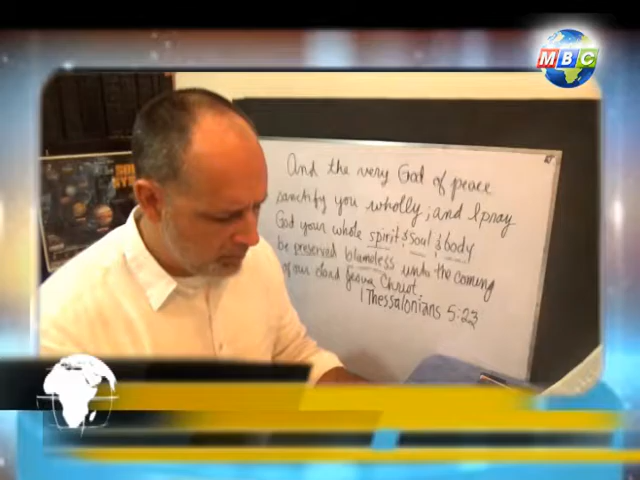 MBC
And the very God of peace
sanctify you wholly; and I pray
God your whole spirit & soul & body
be preserved blameless unto the coming
of our Lord Jesus Christ.
1 Thessalonians 5:23